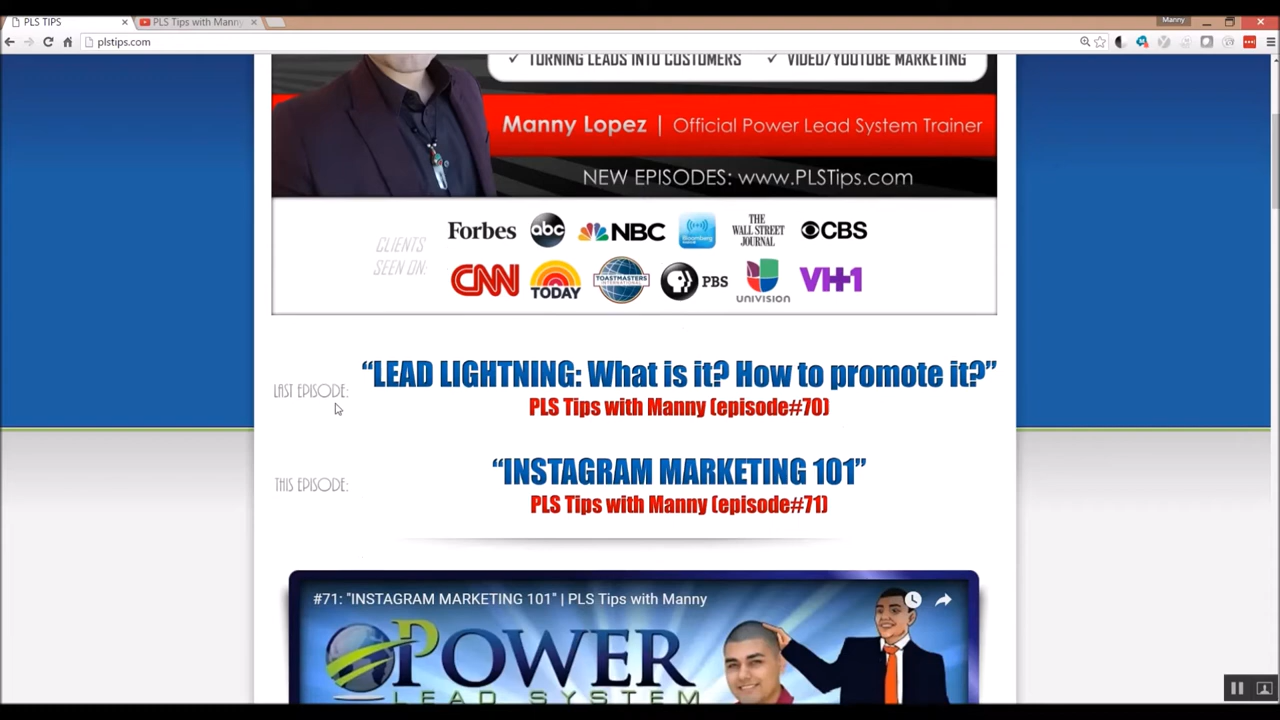 PLS TIPS
PLS Tips with Manny
Manny
plstips.com
✓ TURNING LEADS INTO CUSTOMERS ✓ VIDEO/YOUTUBE MARKETING
Manny Lopez | Official Power Lead System Trainer
NEW EPISODES: www.PLSTips.com
CLIENTS
SEEN ON:
Forbes abc NBC Bloomberg THE WALL STREET JOURNAL CBS
CNN TODAY TOASTMASTERS INTERNATIONAL PBS UNIVISION VH1
LAST EPISODE:
“LEAD LIGHTNING: What is it? How to promote it?”
PLS Tips with Manny (episode#70)
THIS EPISODE:
“INSTAGRAM MARKETING 101”
PLS Tips with Manny (episode#71)
#71: "INSTAGRAM MARKETING 101" | PLS Tips with Manny
POWER
LEAD SYSTEM